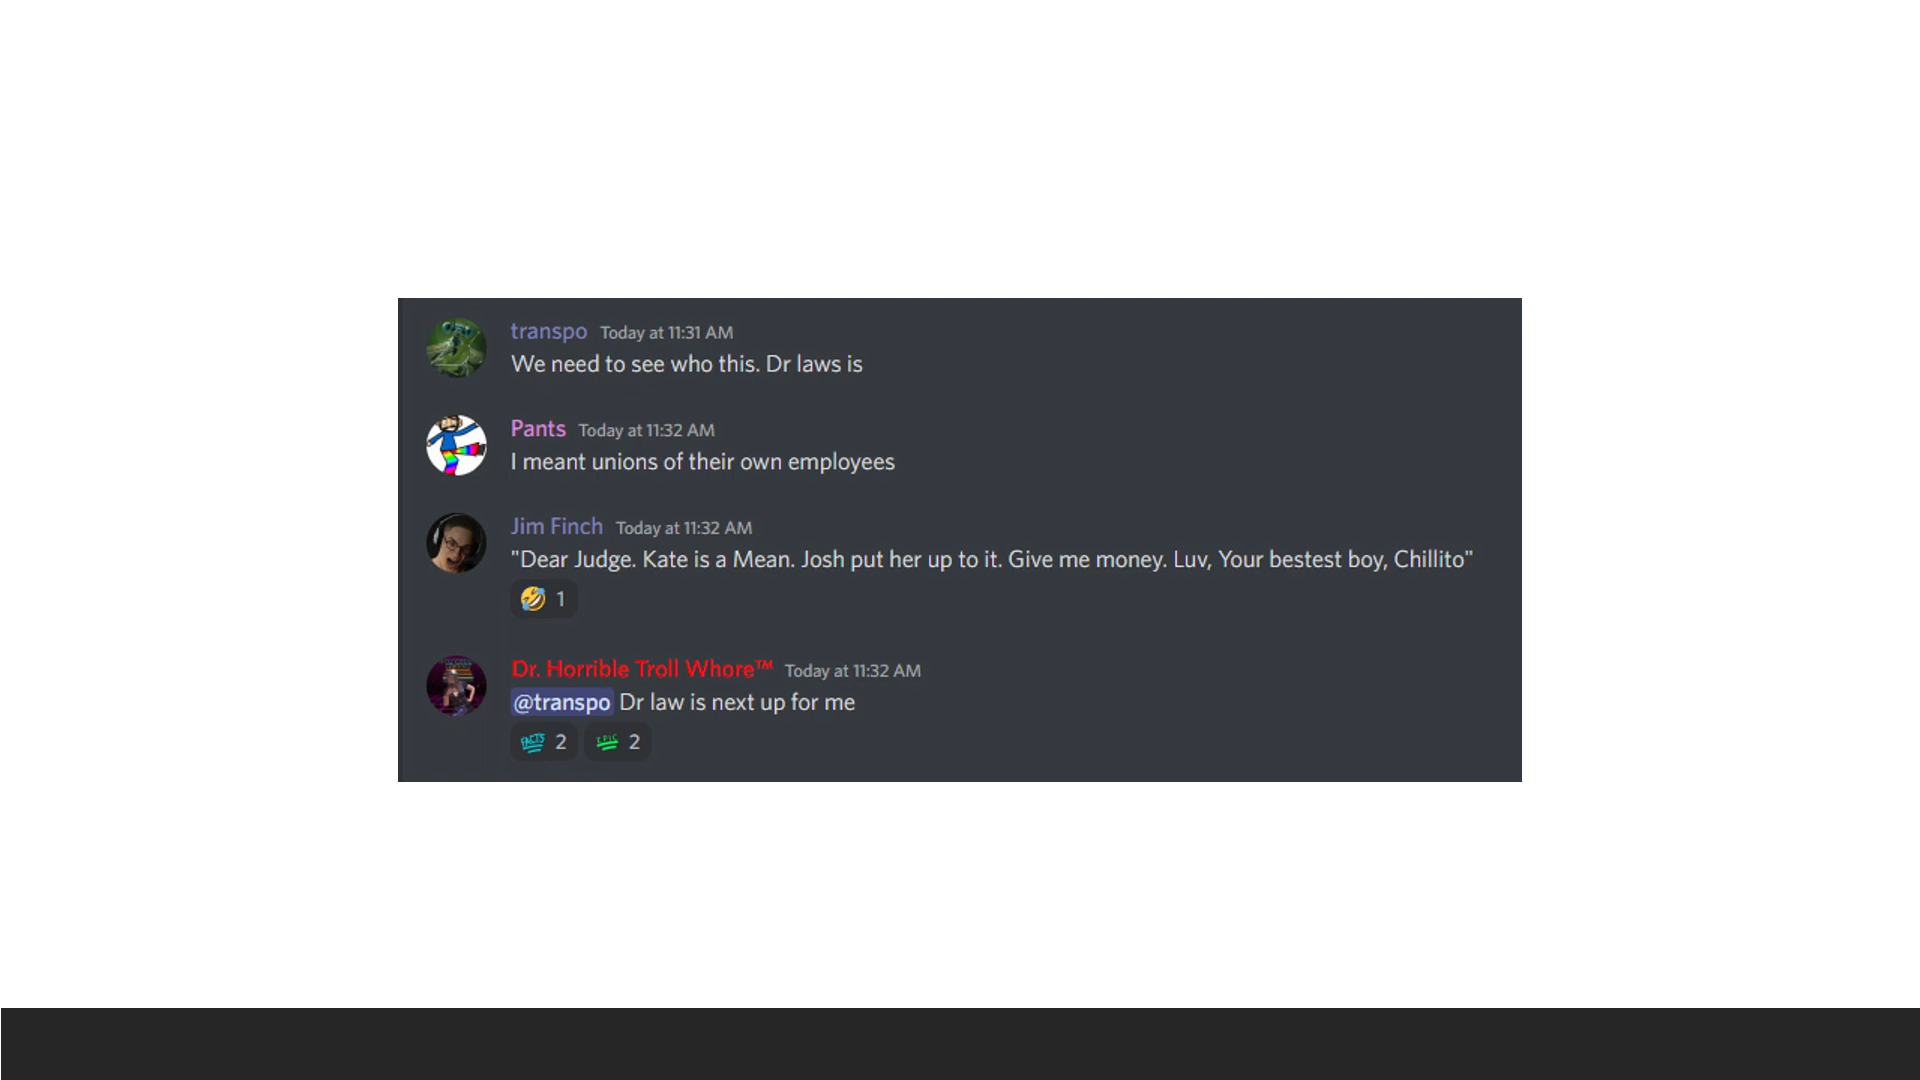 transpo Today at 11:31 AM
We need to see who this. Dr laws is
Pants Today at 11:32 AM
I meant unions of their own employees
Jim Finch Today at 11:32 AM
"Dear Judge. Kate is a Mean. Josh put her up to it. Give me money. Luv, Your bestest boy, Chillito"
1
Dr. Horrible Troll Whore™ Today at 11:32 AM
@transpo Dr law is next up for me
FACTS 2 EPIC 2